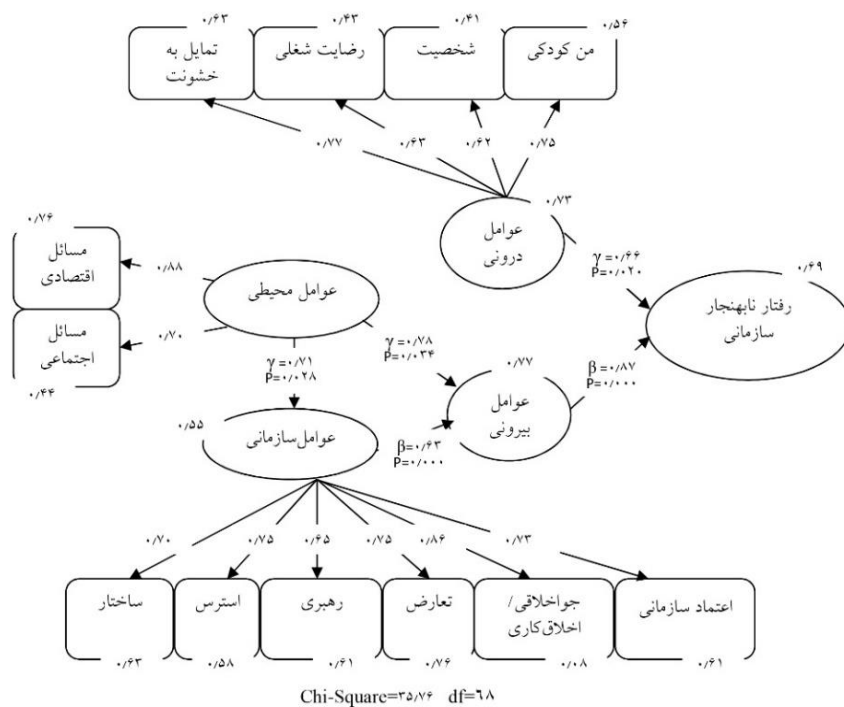 ۰٫۶۳ ۰٫۴۳ ۰٫۴۱ ۰٫۵۶
من کودکی
شخصیت
رضایت شغلی
تمایل به
خشونت
۰٫۷۷ ۰٫۶۳ ۰٫۶۲ ۰٫۷۵
۰٫۷۳
عوامل
درونی
γ =۰٫۶۶
P=۰٫۰۲۰
۰٫۶۹
رفتار نابهنجار
سازمانی
۰٫۷۶
مسائل
اقتصادی
۰٫۸۸
عوامل محیطی
مسائل
اجتماعی
۰٫۷۰
۰٫۴۴
γ =۰٫۷۱
P=۰٫۰۲۸
γ =۰٫۷۸
P=۰٫۰۳۴
۰٫۷۷
عوامل
بیرونی
β =۰٫۸۷
P=۰٫۰۰۰
۰٫۵۵
عوامل سازمانی
β=۰٫۶۳
P=۰٫۰۰۰
۰٫۷۰ ۰٫۷۵ ۰٫۶۵ ۰٫۷۵ ۰٫۸۶ ۰٫۷۳
اعتماد سازمانی
جواخلاقی/
اخلاق‌کاری
تعارض
رهبری
استرس
ساختار
۰٫۶۳ ۰٫۵۸ ۰٫۶۱ ۰٫۷۶ ۰٫۰۸ ۰٫۶۱
Chi-Square=۳۵٫۷۶ df=٦٨